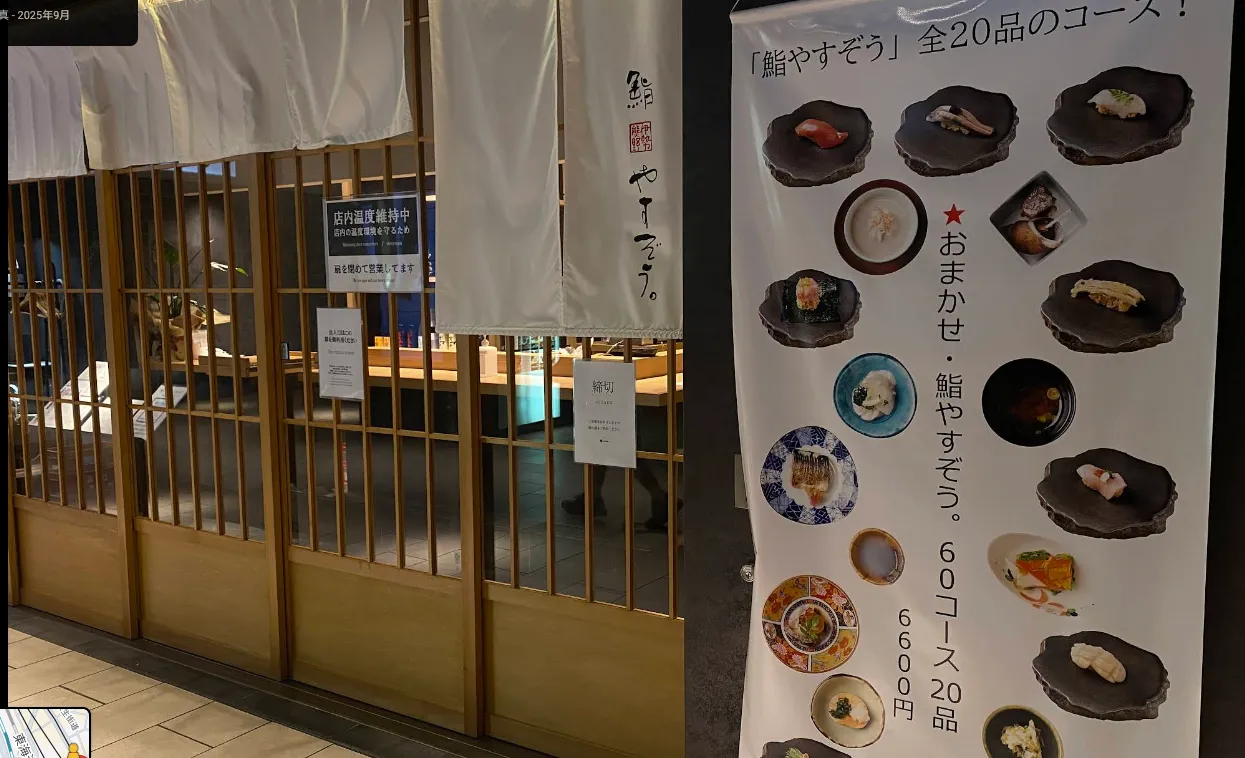 真 - 2025年9月
鮨
やすぞう。
店内温度維持中
店内の温度環境を守るため
扉を閉めて営業してます
締切
「鮨やすぞう」全20品のコース！
★おまかせ・鮨やすぞう。60コース20品
6600円